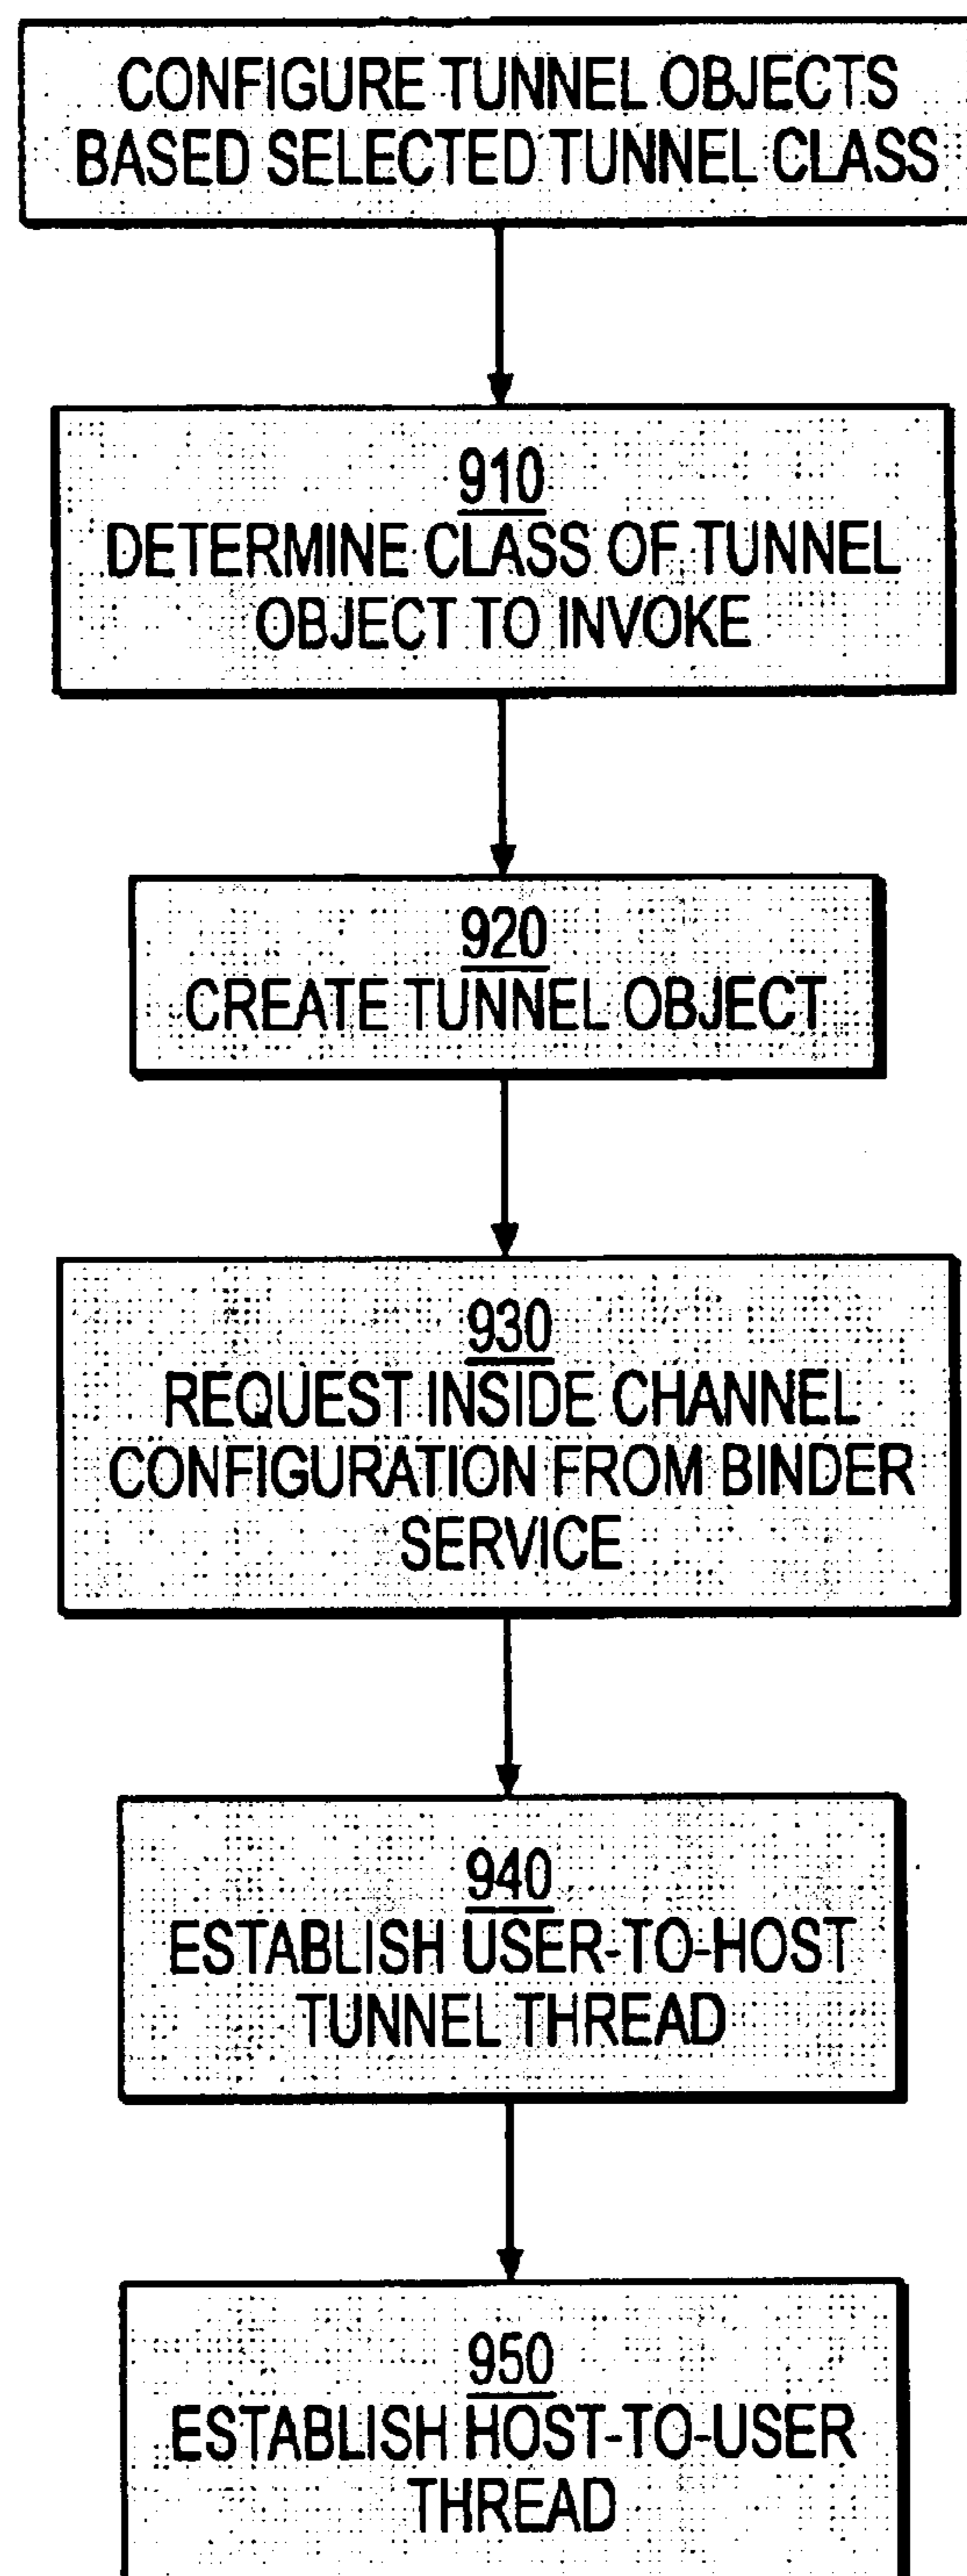 CONFIGURE TUNNEL OBJECTS
BASED SELECTED TUNNEL CLASS
910
DETERMINE CLASS OF TUNNEL
OBJECT TO INVOKE
920
CREATE TUNNEL OBJECT
930
REQUEST INSIDE CHANNEL
CONFIGURATION FROM BINDER
SERVICE
940
ESTABLISH USER-TO-HOST
TUNNEL THREAD
950
ESTABLISH HOST-TO-USER
THREAD